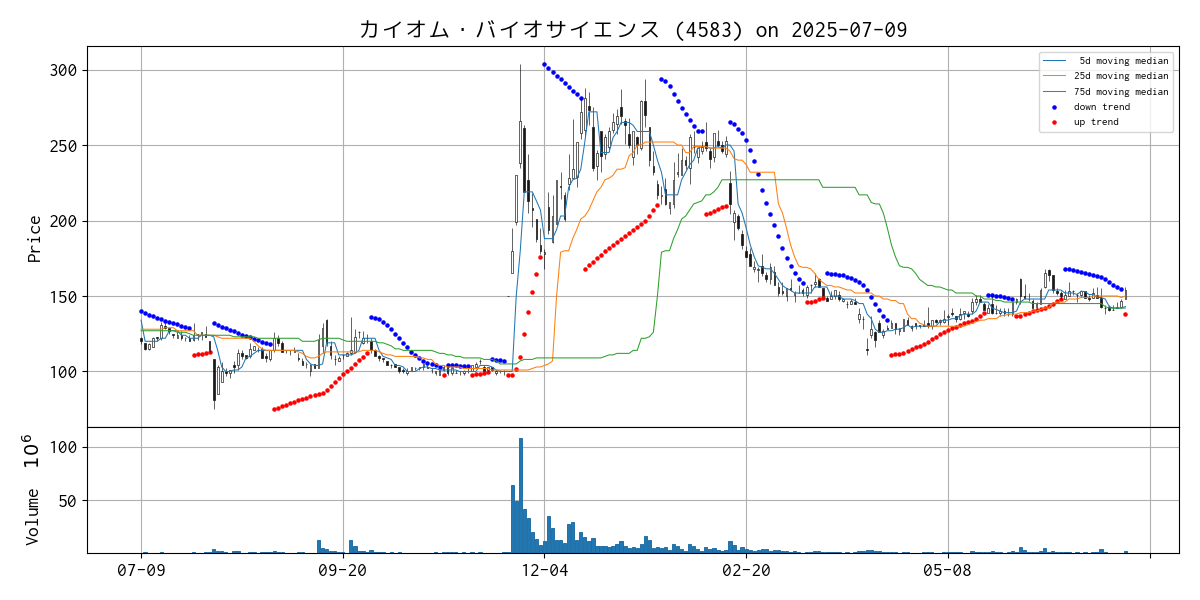 カイオム・バイオサイエンス (4583) on 2025-07-09
5d moving median
25d moving median
75d moving median
down trend
up trend
Price
300
250
200
150
100
Volume 10^6
100
50
07-09 09-20 12-04 02-20 05-08